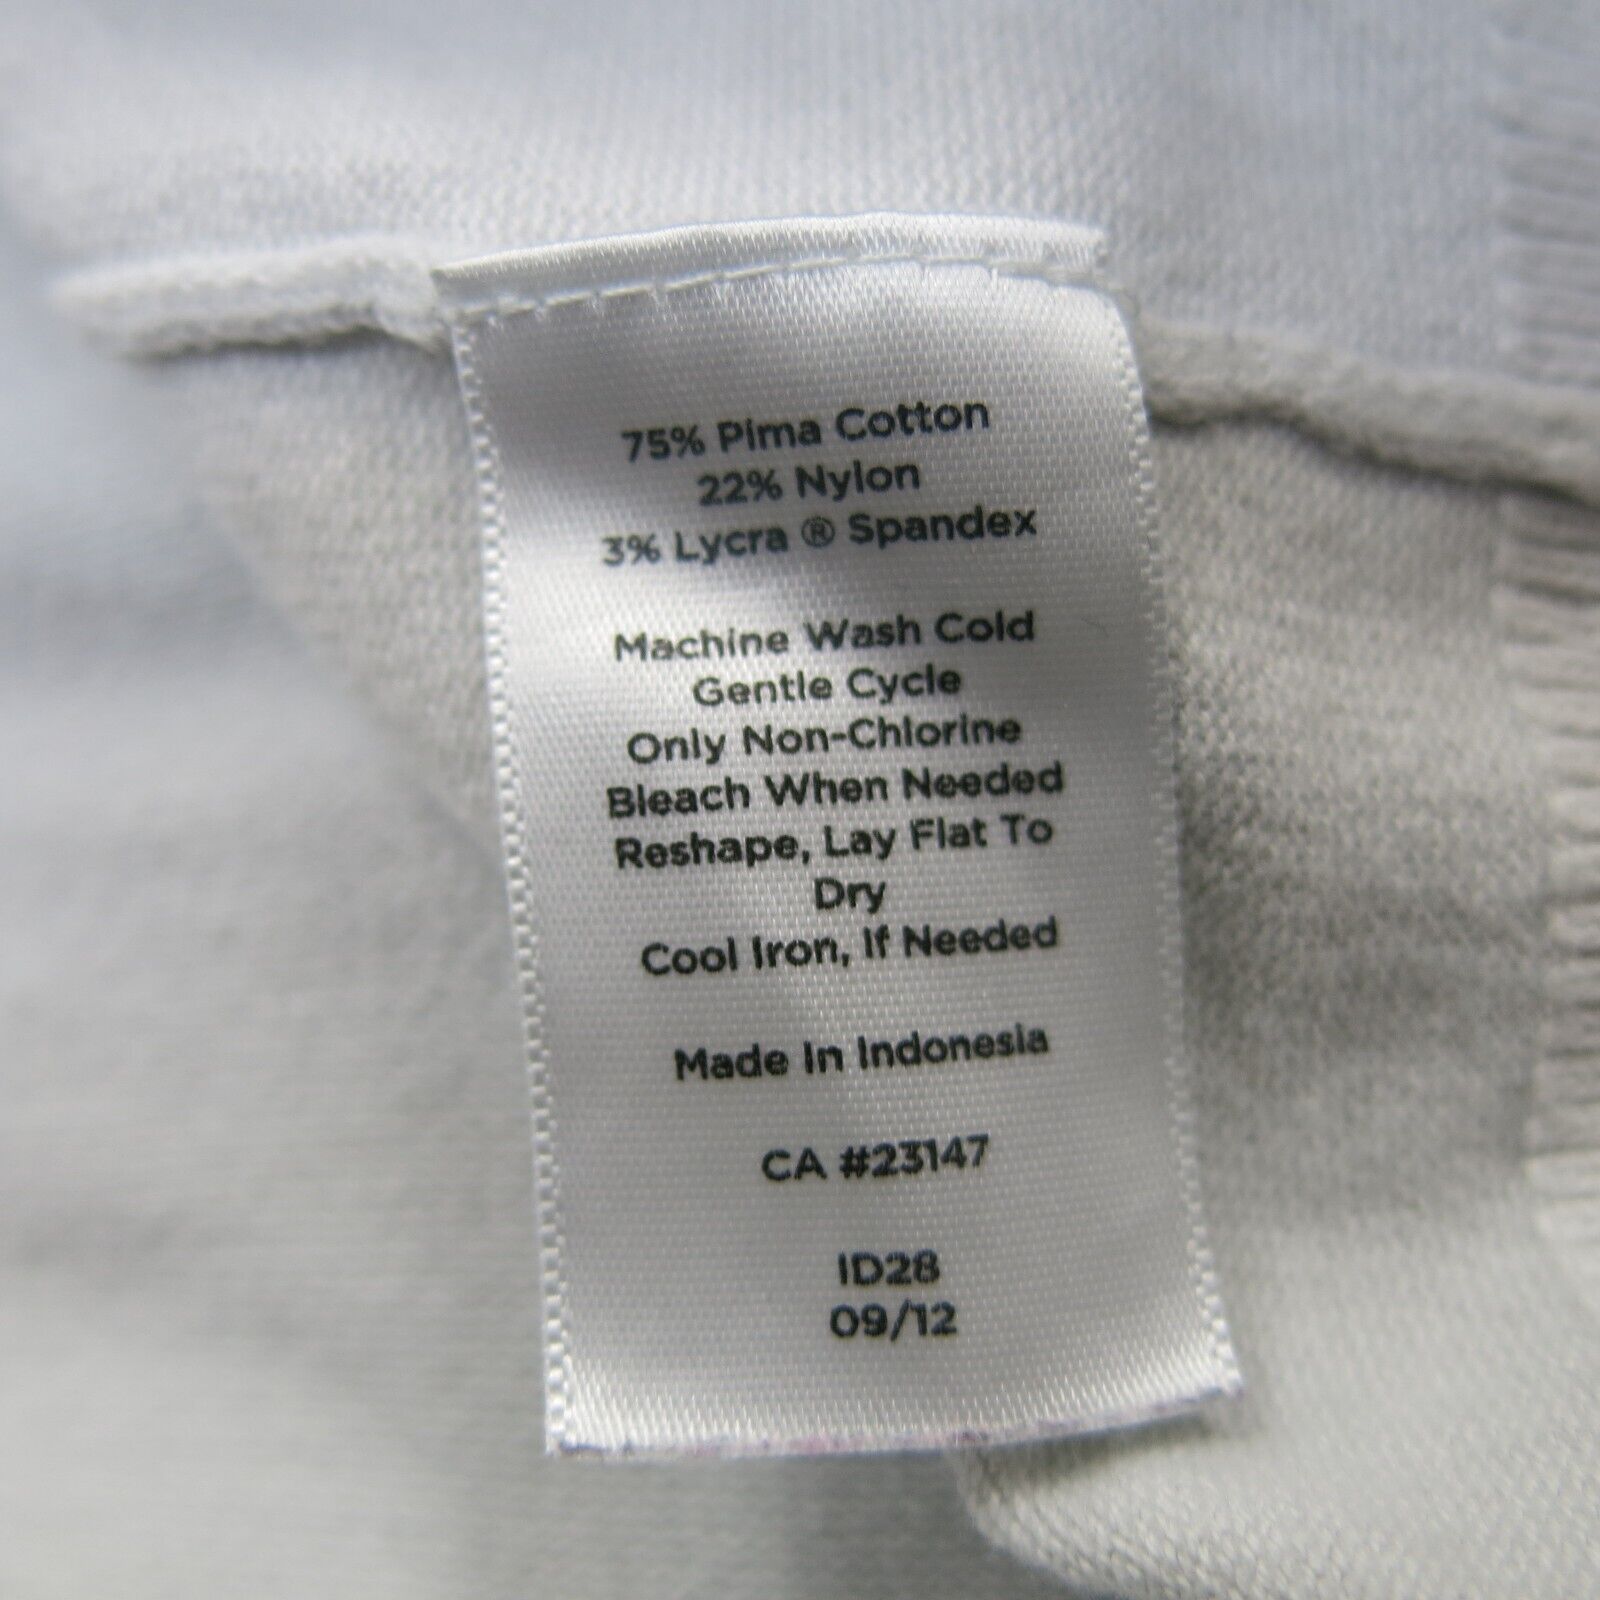 75% Pima Cotton
22% Nylon
3% Lycra ® Spandex
Machine Wash Cold
Gentle Cycle
Only Non-Chlorine
Bleach When Needed
Reshape, Lay Flat To
Dry
Cool Iron, If Needed
Made In Indonesia
CA #23147
ID28
09/12